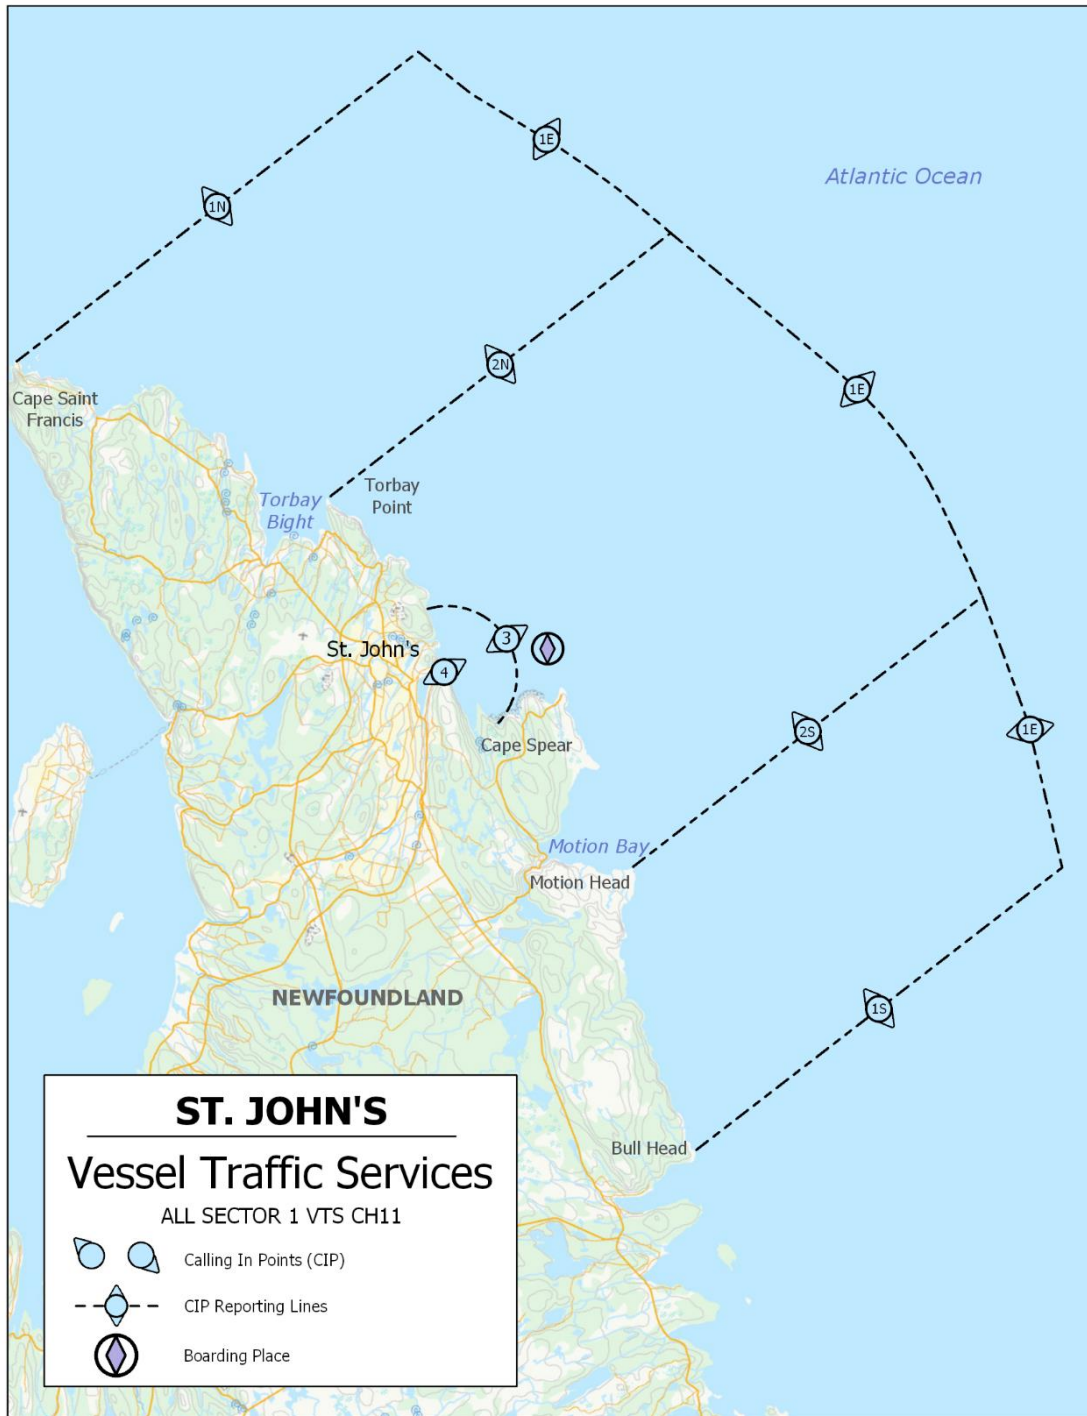 1E
Atlantic Ocean
1N
2N
1E
Cape Saint
Francis
Torbay
Point
Torbay
Bight
3
St. John's
4
2S
1E
Cape Spear
Motion Bay
Motion Head
NEWFOUNDLAND
1S
Bull Head
ST. JOHN'S
Vessel Traffic Services
ALL SECTOR 1 VTS CH11
Calling In Points (CIP)
CIP Reporting Lines
Boarding Place